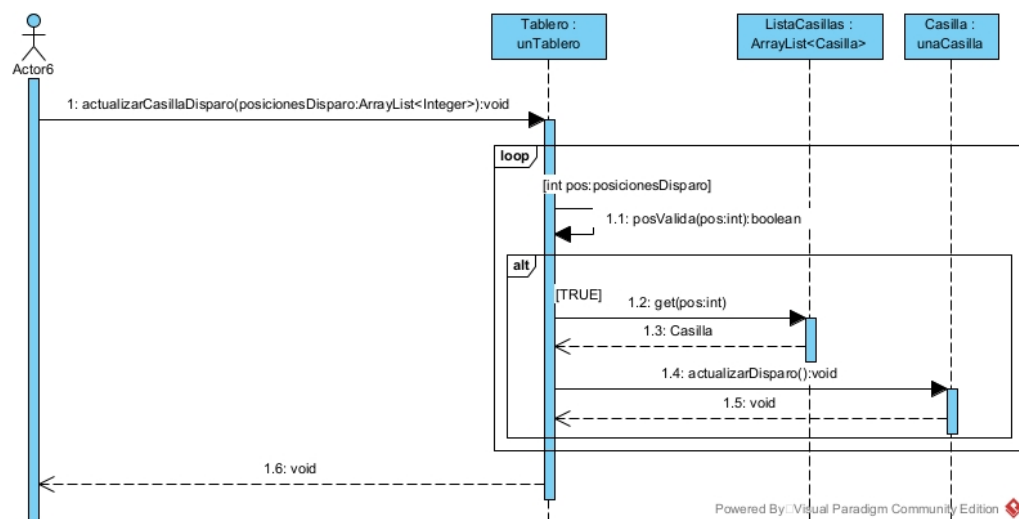 Actor6
Tablero :
unTablero
ListaCasillas :
ArrayList<Casilla>
Casilla :
unaCasilla
1: actualizarCasillaDisparo(posicionesDisparo:ArrayList<Integer>):void
loop
[int pos:posicionesDisparo]
1.1: posValida(pos:int):boolean
alt
[TRUE]
1.2: get(pos:int)
1.3: Casilla
1.4: actualizarDisparo():void
1.5: void
1.6: void
Powered By Visual Paradigm Community Edition